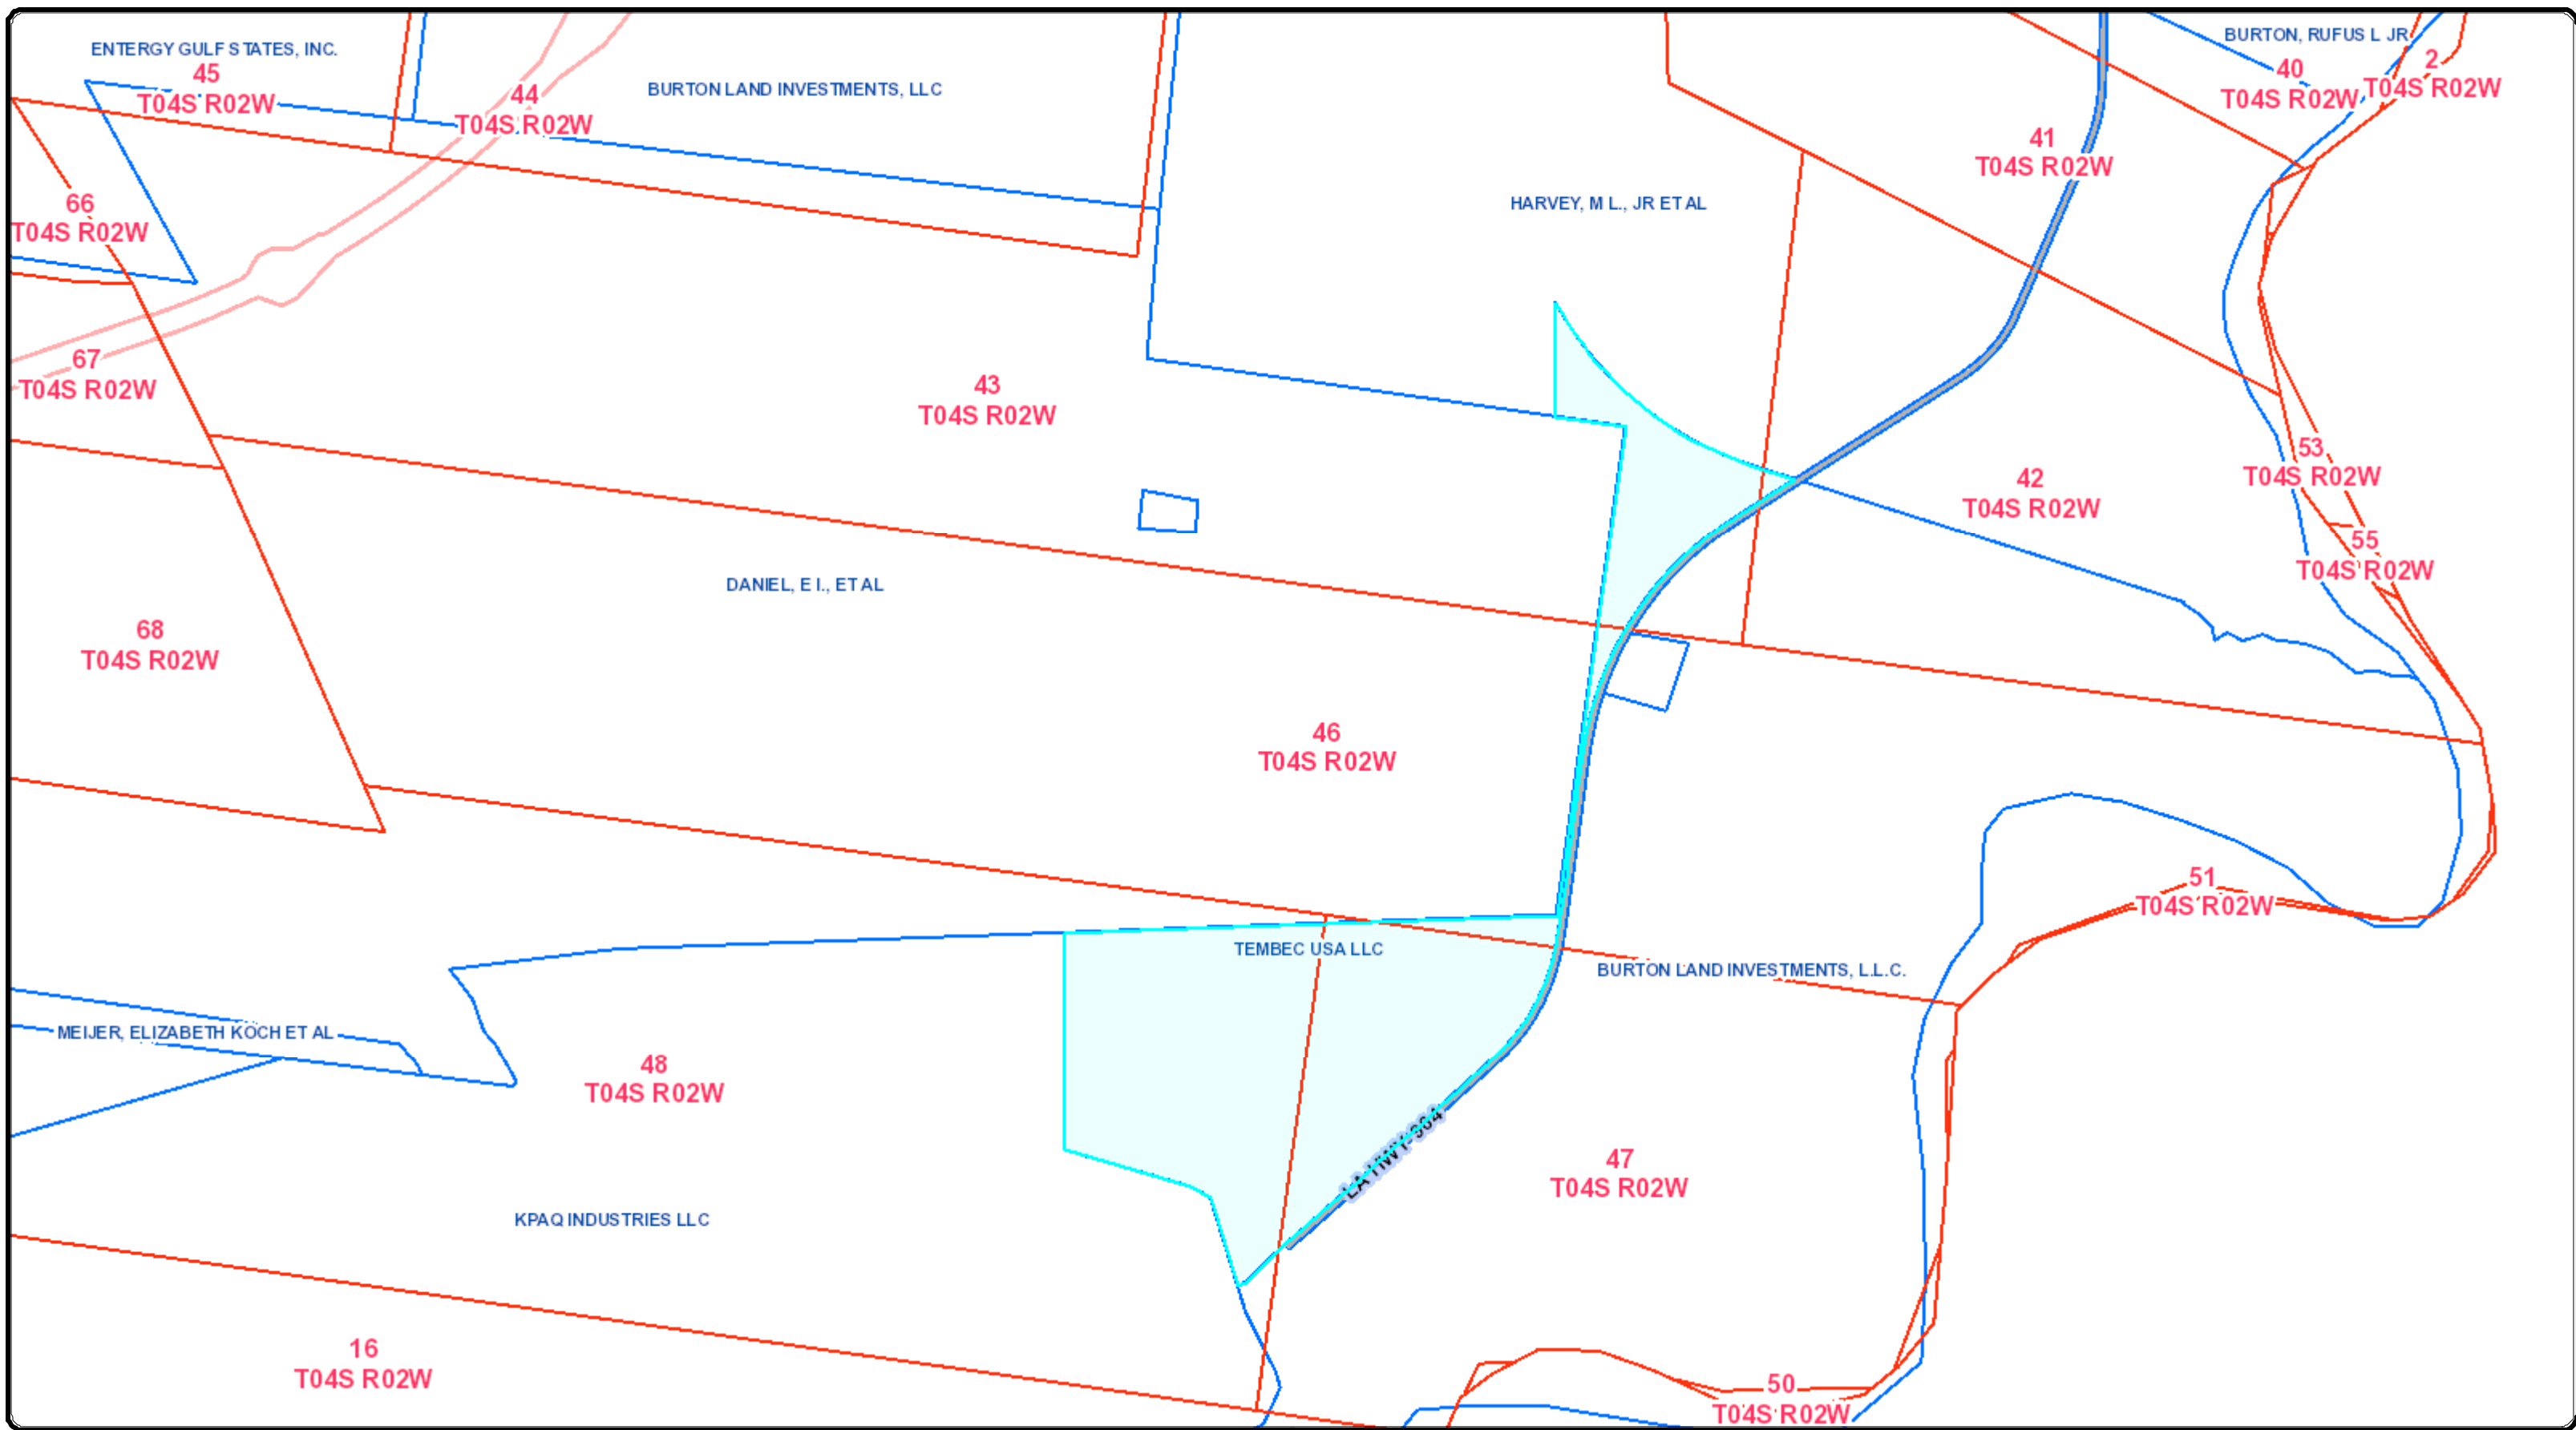 ENTERGY GULF STATES, INC.
45
T04S R02W
44
T04S R02W
BURTON LAND INVESTMENTS, LLC
BURTON, RUFUS L JR
40
T04S R02W
2
T04S R02W
41
T04S R02W
HARVEY, M L., JR ET AL
66
T04S R02W
67
T04S R02W
43
T04S R02W
42
T04S R02W
53
T04S R02W
55
T04S R02W
DANIEL, E I., ET AL
68
T04S R02W
46
T04S R02W
51
T04S R02W
TEMBEC USA LLC
BURTON LAND INVESTMENTS, L.L.C.
MEIJER, ELIZABETH KOCH ET AL
48
T04S R02W
LA HWY-964
47
T04S R02W
KPAQ INDUSTRIES LLC
16
T04S R02W
50
T04S R02W